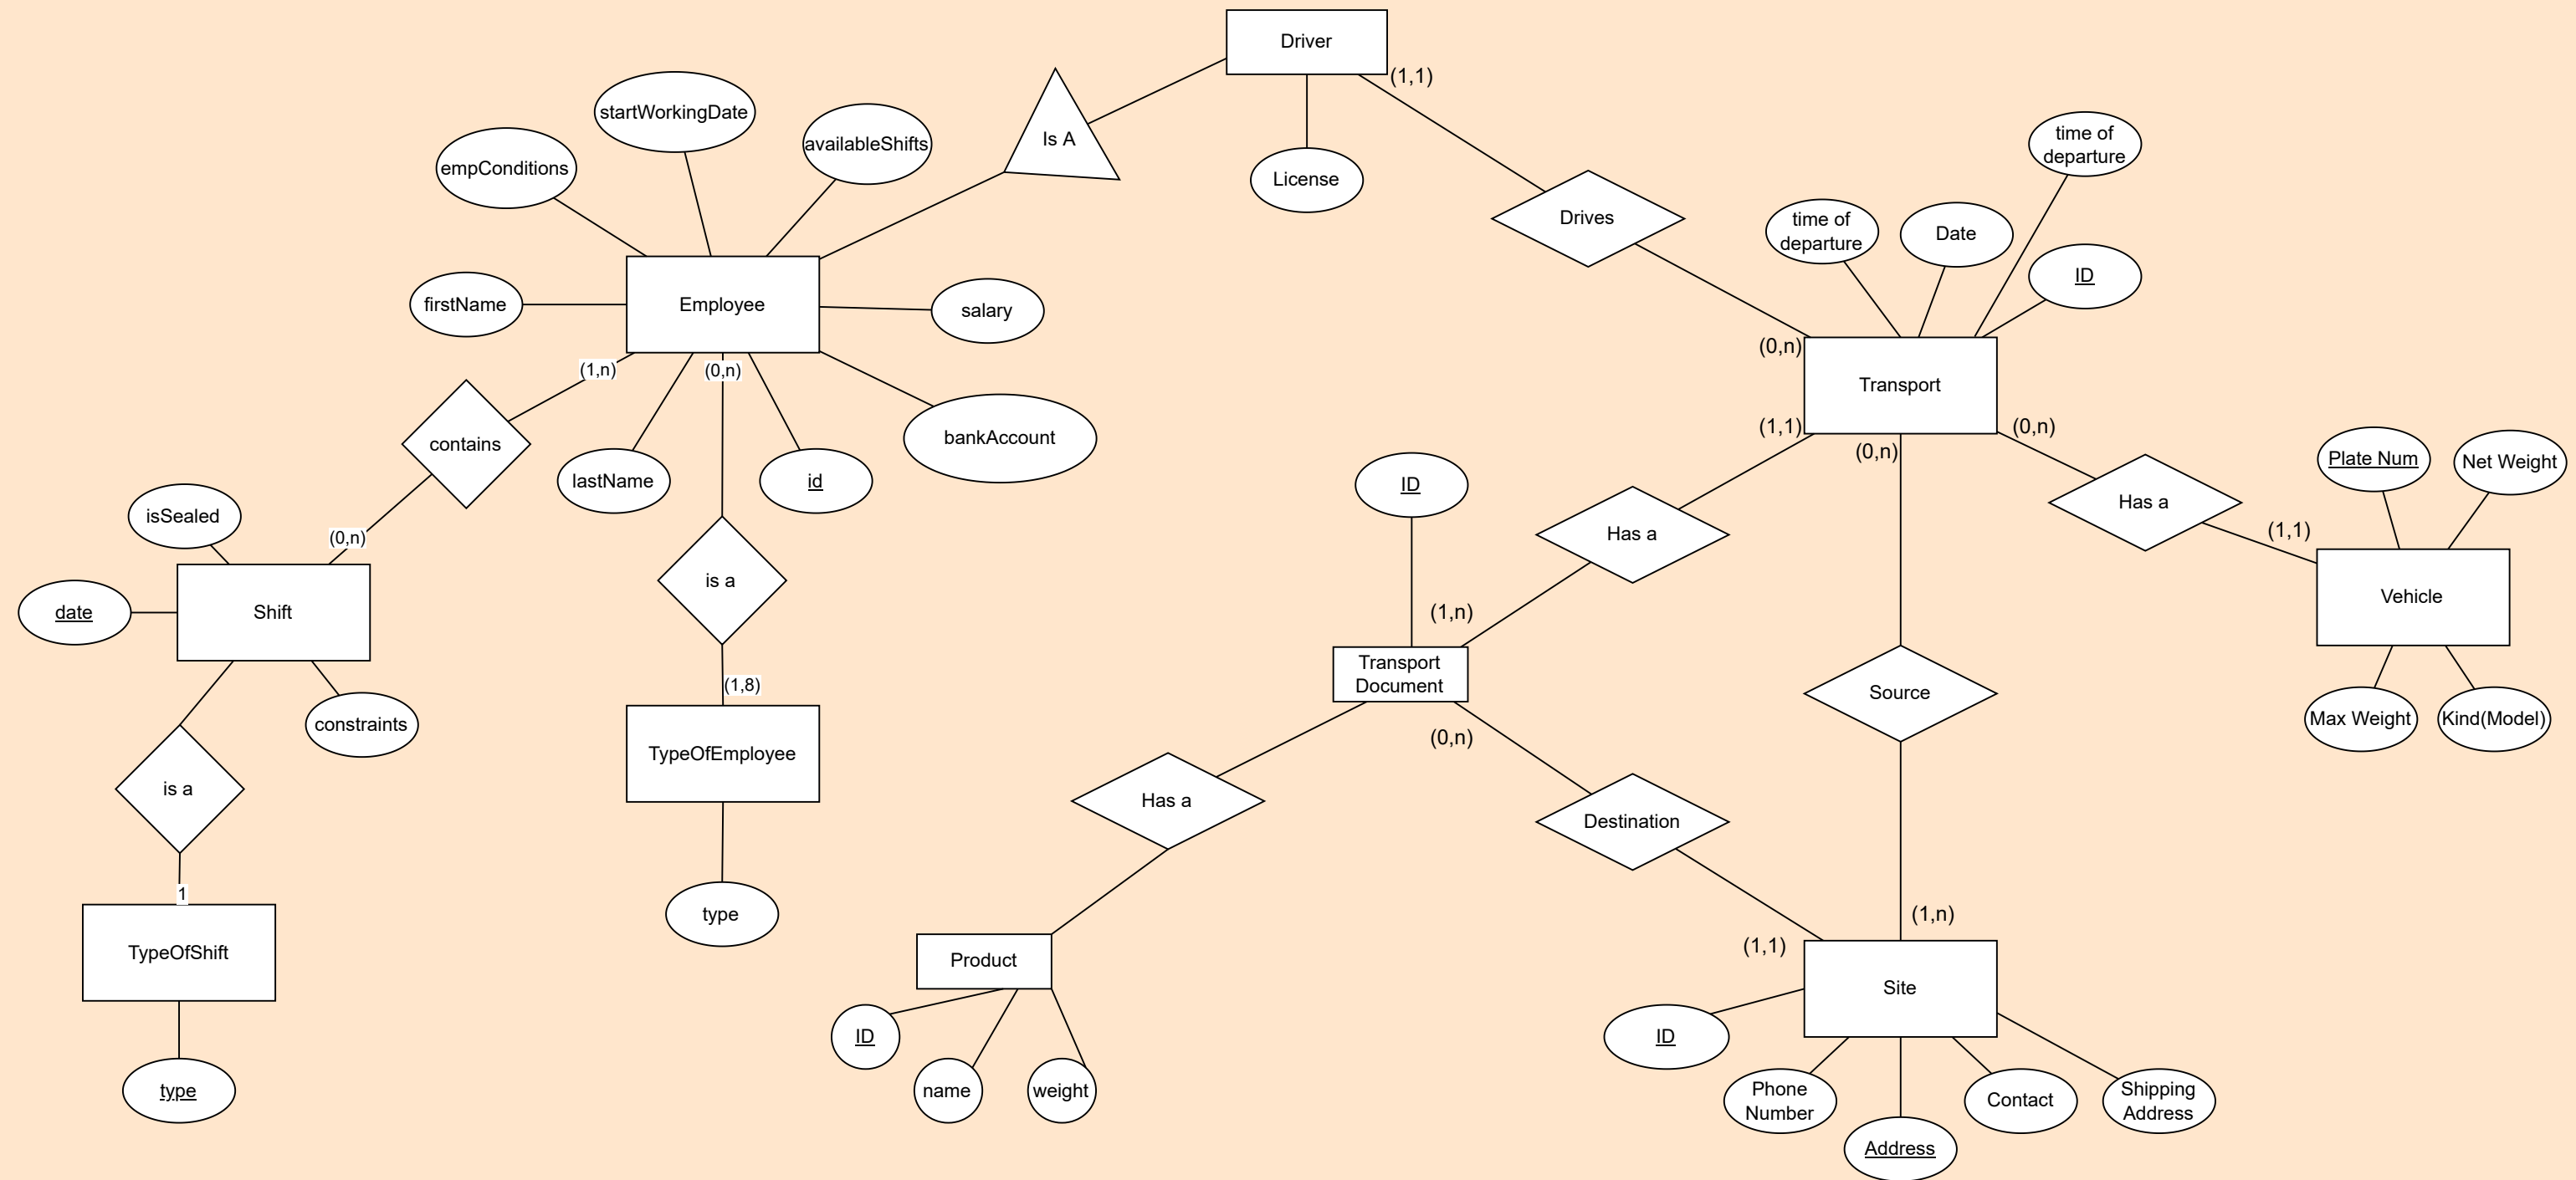 Driver
(1,1)
startWorkingDate
availableShifts
empConditions
Is A
License
time of
departure
Drives
time of
departure
Date
ID
Employee
firstName
salary
(0,n)
Transport
(1,n)
(0,n)
contains
bankAccount
lastName
id
(1,1)
(0,n)
(0,n)
Plate Num
Net Weight
ID
Has a
Has a
(1,1)
isSealed
(0,n)
is a
Vehicle
date
Shift
(1,n)
Transport
Document
(1,8)
Source
constraints
(0,n)
Max Weight
Kind(Model)
is a
TypeOfEmployee
Has a
Destination
1
type
(1,n)
(1,1)
TypeOfShift
Product
Site
ID
ID
type
name
weight
Phone
Number
Contact
Shipping
Address
Address